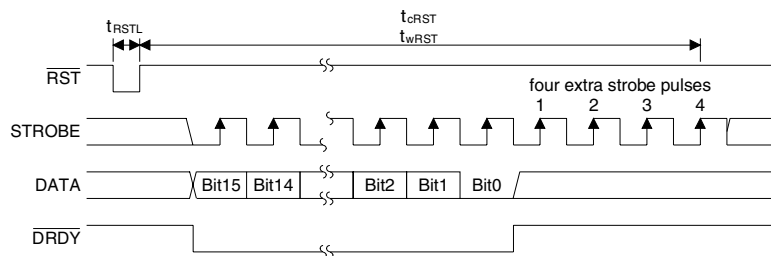 tRSTL
tcRST
twRST
RST
four extra strobe pulses
1 2 3 4
STROBE
DATA
Bit15 Bit14 Bit2 Bit1 Bit0
DRDY